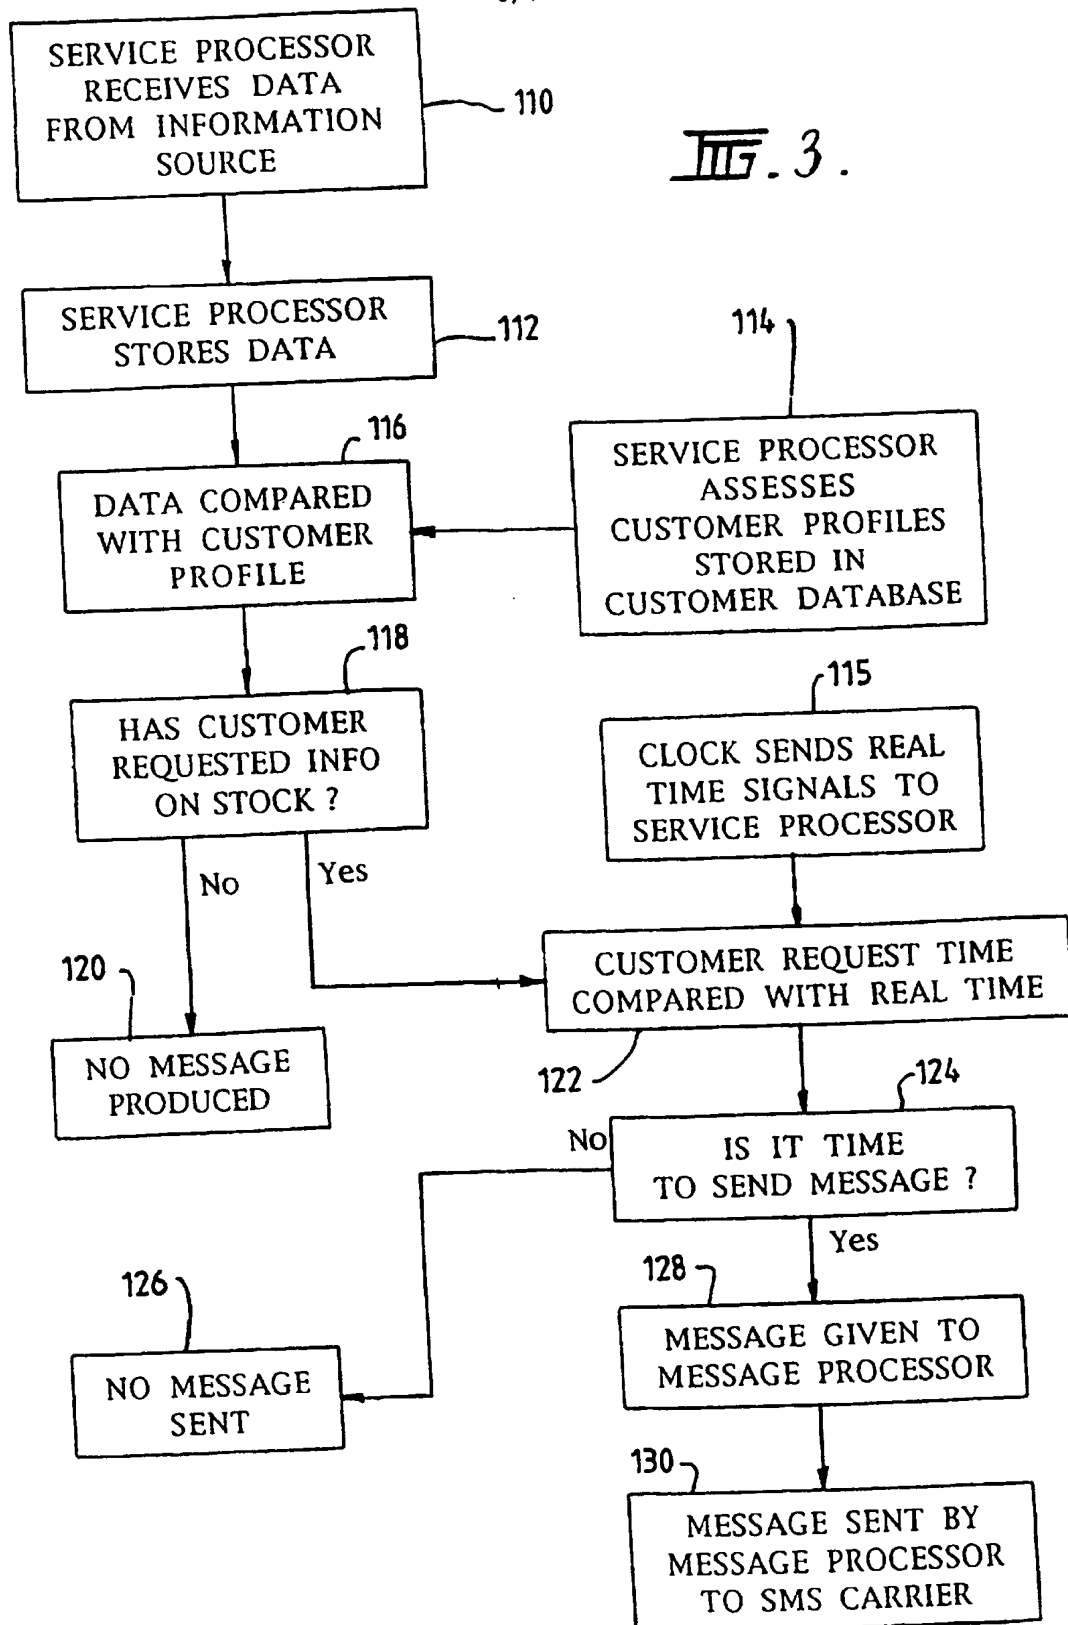 SERVICE PROCESSOR
RECEIVES DATA
FROM INFORMATION
SOURCE
110
FIG. 3.
SERVICE PROCESSOR
STORES DATA
112
114
116
DATA COMPARED
WITH CUSTOMER
PROFILE
SERVICE PROCESSOR
ASSESSES
CUSTOMER PROFILES
STORED IN
CUSTOMER DATABASE
118
HAS CUSTOMER
REQUESTED INFO
ON STOCK ?
115
CLOCK SENDS REAL
TIME SIGNALS TO
SERVICE PROCESSOR
No
Yes
120
NO MESSAGE
PRODUCED
CUSTOMER REQUEST TIME
COMPARED WITH REAL TIME
122
124
No
IS IT TIME
TO SEND MESSAGE ?
Yes
126
NO MESSAGE
SENT
128
MESSAGE GIVEN TO
MESSAGE PROCESSOR
130
MESSAGE SENT BY
MESSAGE PROCESSOR
TO SMS CARRIER